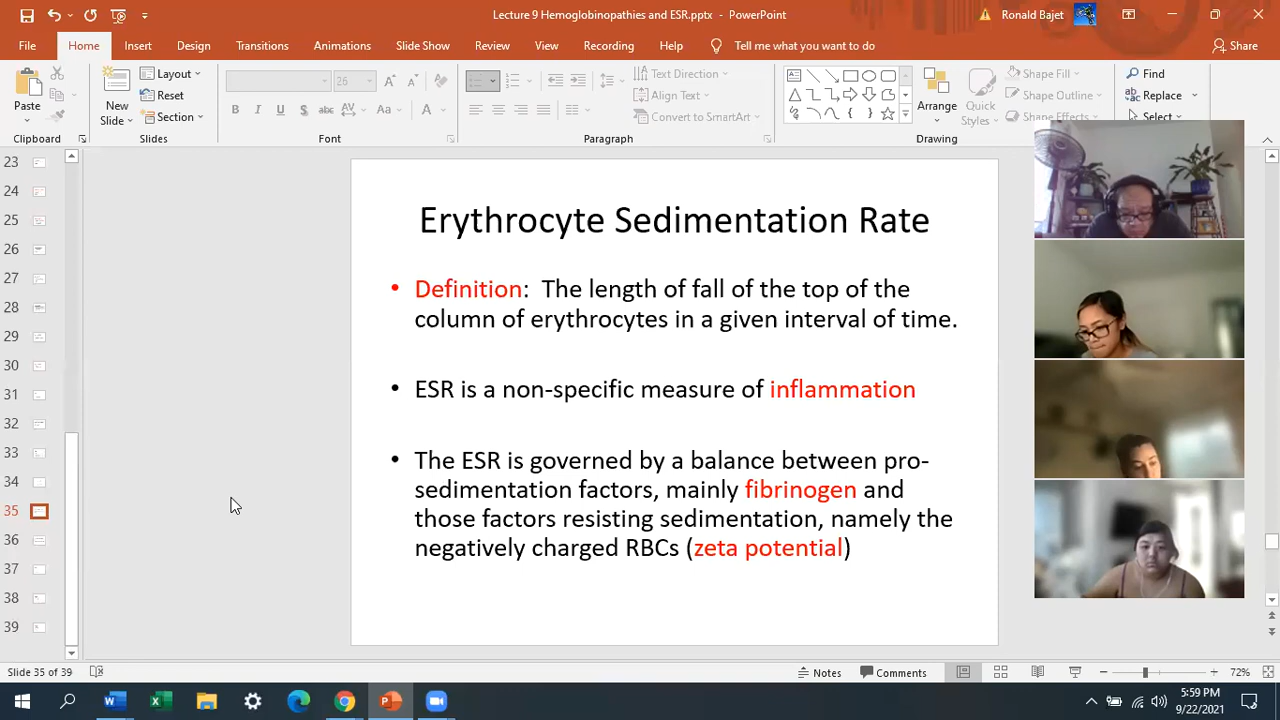 Lecture 9 Hemoglobinopathies and ESR.pptx - PowerPoint
Ronald Bajet
File Home Insert Design Transitions Animations Slide Show Review View Recording Help Tell me what you want to do Share
Paste
Clipboard
New Slide
Layout
Reset
Section
Slides
25
B I U S abc AV Aa A
Font
Text Direction
Align Text
Convert to SmartArt
Paragraph
Arrange
Quick Styles
Shape Fill
Shape Outline
Shape Effects
Drawing
Find
Replace
Select
23
24
25
26
27
28
29
30
31
32
33
34
35
36
37
38
39
Erythrocyte Sedimentation Rate
• Definition: The length of fall of the top of the
column of erythrocytes in a given interval of time.
• ESR is a non-specific measure of inflammation
• The ESR is governed by a balance between pro-
sedimentation factors, mainly fibrinogen and
those factors resisting sedimentation, namely the
negatively charged RBCs (zeta potential)
Slide 35 of 39
Notes Comments 72%
5:59 PM
9/22/2021